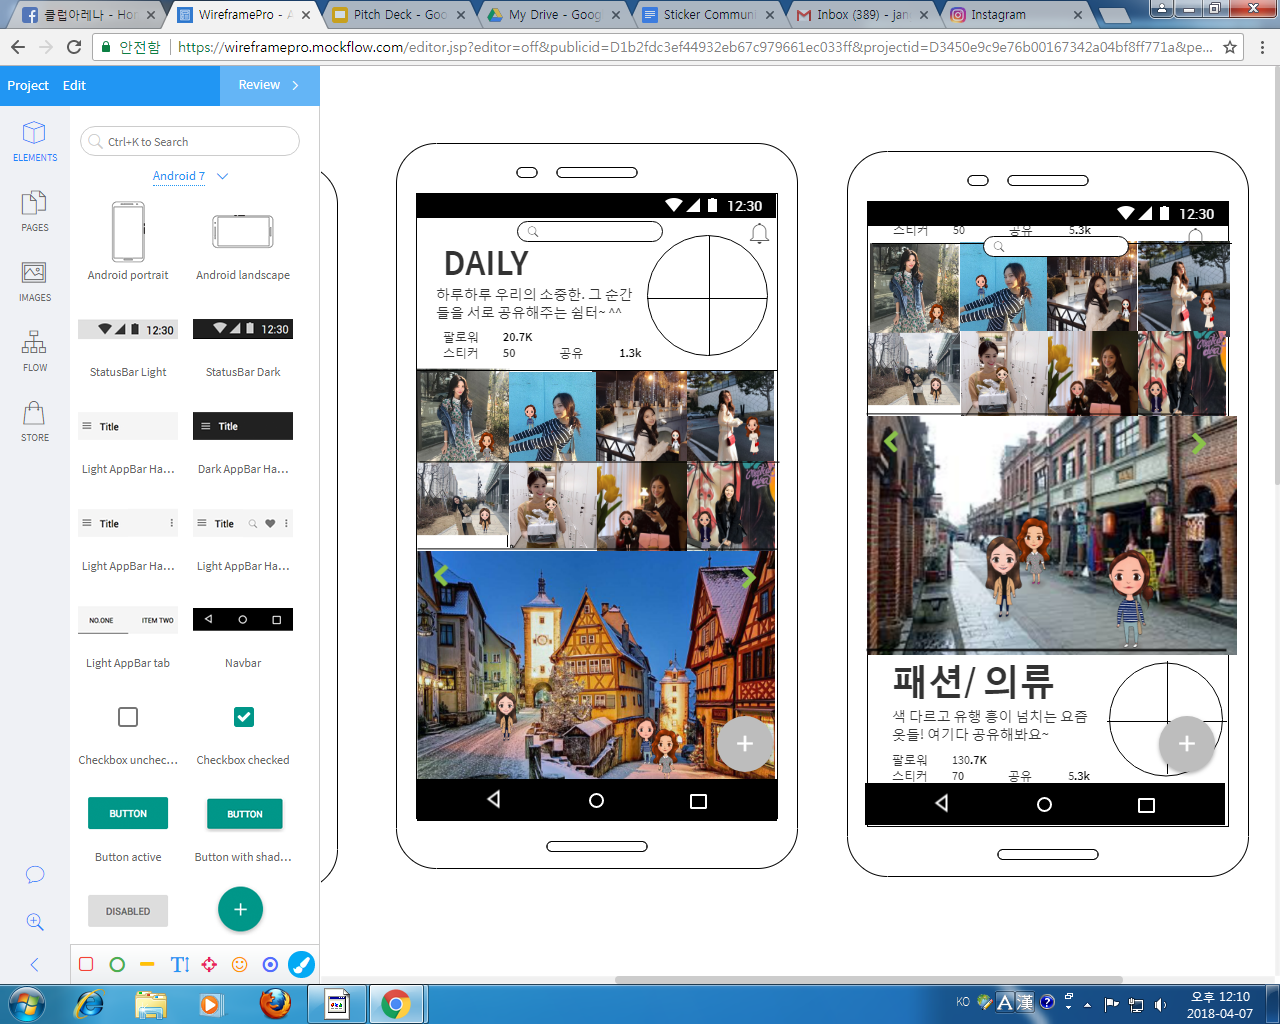 클럽아레나 - Hom
WireframePro - A
Pitch Deck - Goo
My Drive - Googl
Sticker Communi
Inbox (389) - jan
Instagram
안전함
https://wireframepro.mockflow.com/editor.jsp?editor=off&publicid=D1b2fdc3ef44932eb67c979661ec033ff&projectid=D3450e9c9e76b00167342a04bf8ff771a&pe...
Project
Edit
Review
Ctrl+K to Search
Android 7
ELEMENTS
PAGES
IMAGES
FLOW
STORE
Android portrait
Android landscape
12:30
12:30
StatusBar Light
StatusBar Dark
Title
Title
Light AppBar Ha...
Dark AppBar Ha...
Title
Title
Light AppBar Ha...
Light AppBar Ha...
NO.ONE
ITEM TWO
Light AppBar tab
Navbar
Checkbox unchec...
Checkbox checked
BUTTON
BUTTON
Button active
Button with shad...
DISABLED
12:30
DAILY
하루하루 우리의 소중한. 그 순간
들을 서로 공유해주는 쉼터~ ^^
팔로워 20.7K
스티커 50 공유 1.3k
12:30
스티커 50 공유 5.3k
패션/ 의류
색 다르고 유행 흥이 넘치는 요즘
옷들! 여기다 공유해봐요~
팔로워 130.7K
스티커 70 공유 5.3k
KO
A
漢
오후 12:10
2018-04-07